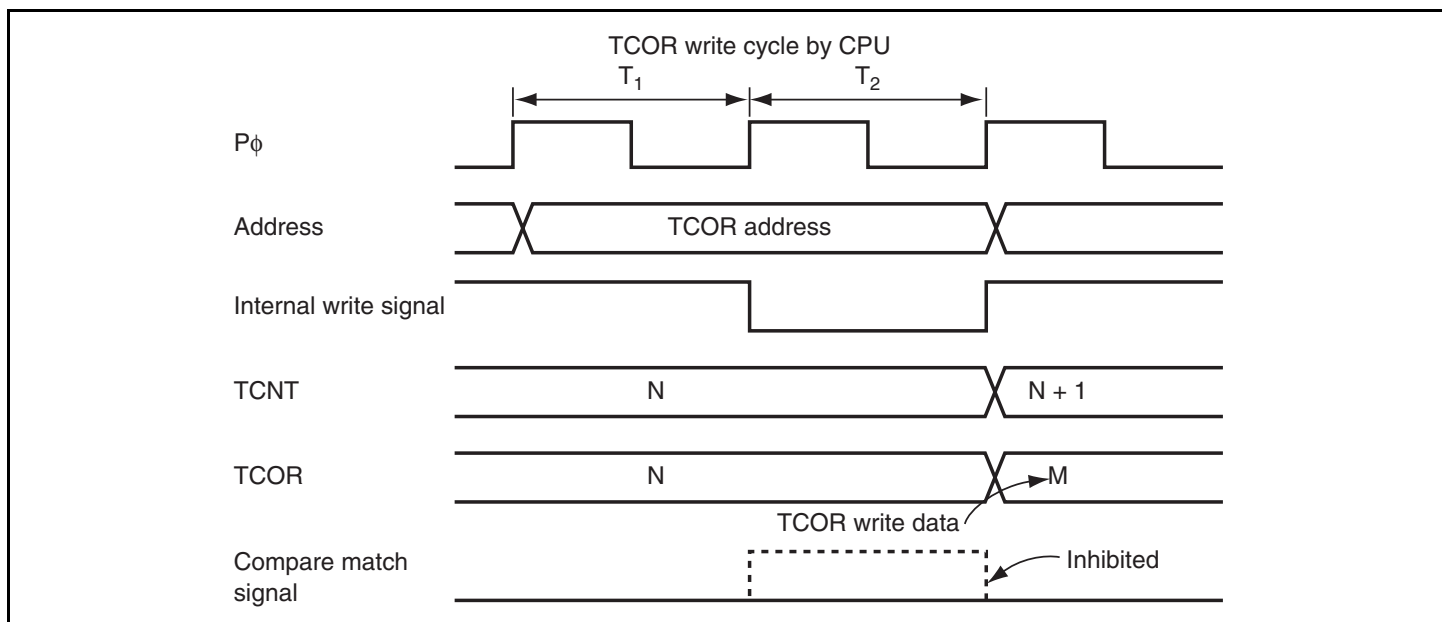 TCOR write cycle by CPU
T1 T2
Pφ
Address TCOR address
Internal write signal
TCNT N N + 1
TCOR N M
TCOR write data
Compare match
signal
Inhibited